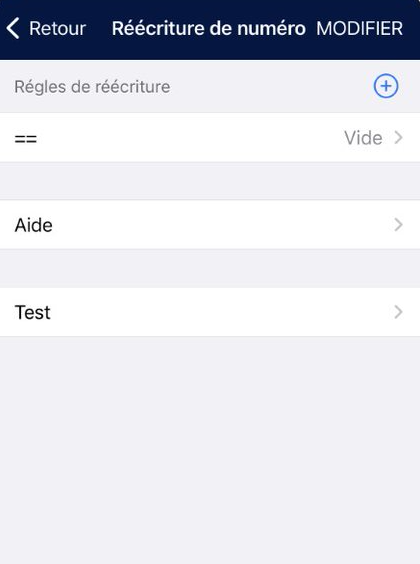 Retour Réécriture de numéro MODIFIER
Régles de réécriture
== Vide
Aide
Test